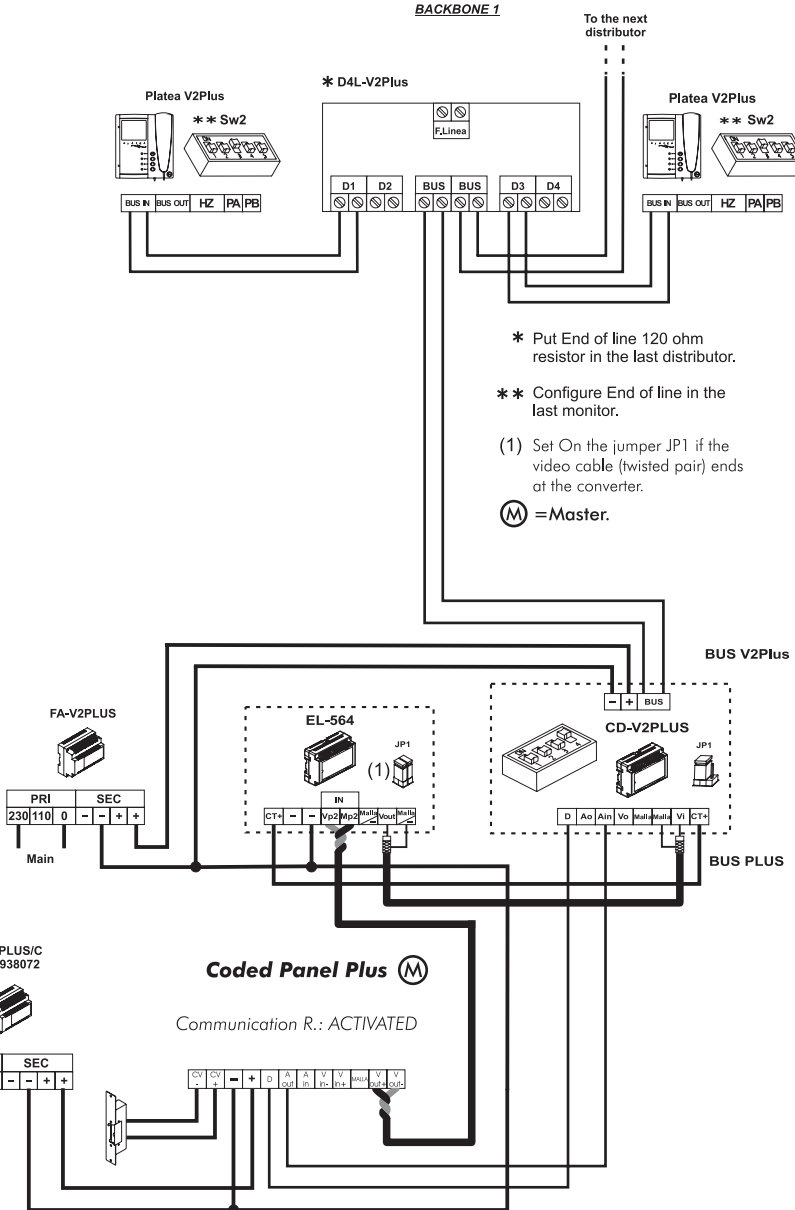 BACKBONE 1
To the next
distributor
* D4L-V2Plus
Platea V2Plus
** Sw2
Platea V2Plus
** Sw2
F.Linea
ON
D1 D2 BUS BUS D3 D4
BUS IN BUS OUT HZ PA PB
BUS IN BUS OUT HZ PA PB
* Put End of line 120 ohm
resistor in the last distributor.
** Configure End of line in the
last monitor.
(1) Set On the jumper JP1 if the
video cable (twisted pair) ends
at the converter.
M =Master.
BUS V2Plus
- + BUS
FA-V2PLUS
EL-564
JP1
(1)
CD-V2PLUS
JP1
PRI SEC
230 110 0 - - + +
Main
IN
CT+ - - Vp2 Mp2 Malla Vout Malla
D Ao Ain Vo Malla Malla Vi CT+
BUS PLUS
PLUS/C
938072
Coded Panel Plus M
Communication R.: ACTIVATED
SEC
- - + +
CV - CV + - + D A out A in V in- V in+ MALLA V out+ V out-